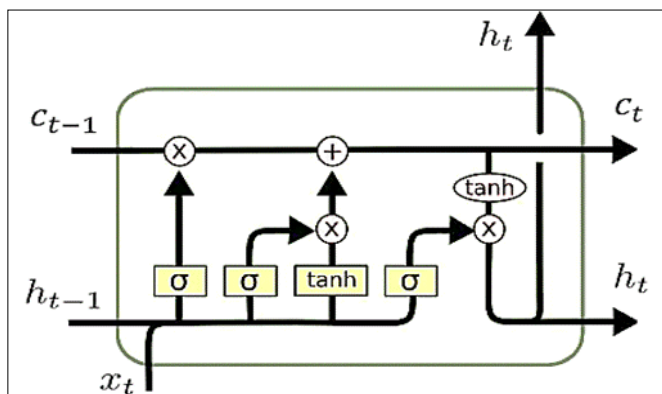 h_t
c_{t-1}
c_t
×
+
tanh
×
×
σ
σ
tanh
σ
h_{t-1}
h_t
x_t